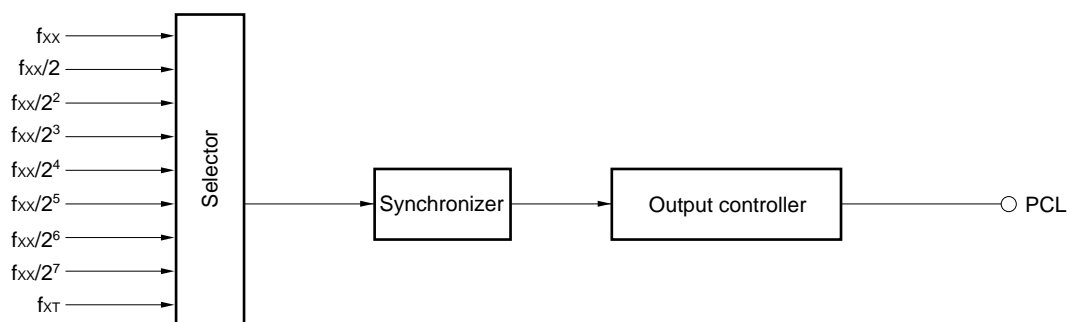 fXX
fXX/2
fXX/2²
fXX/2³
fXX/2⁴
fXX/2⁵
fXX/2⁶
fXX/2⁷
fXT
Selector
Synchronizer
Output controller
PCL